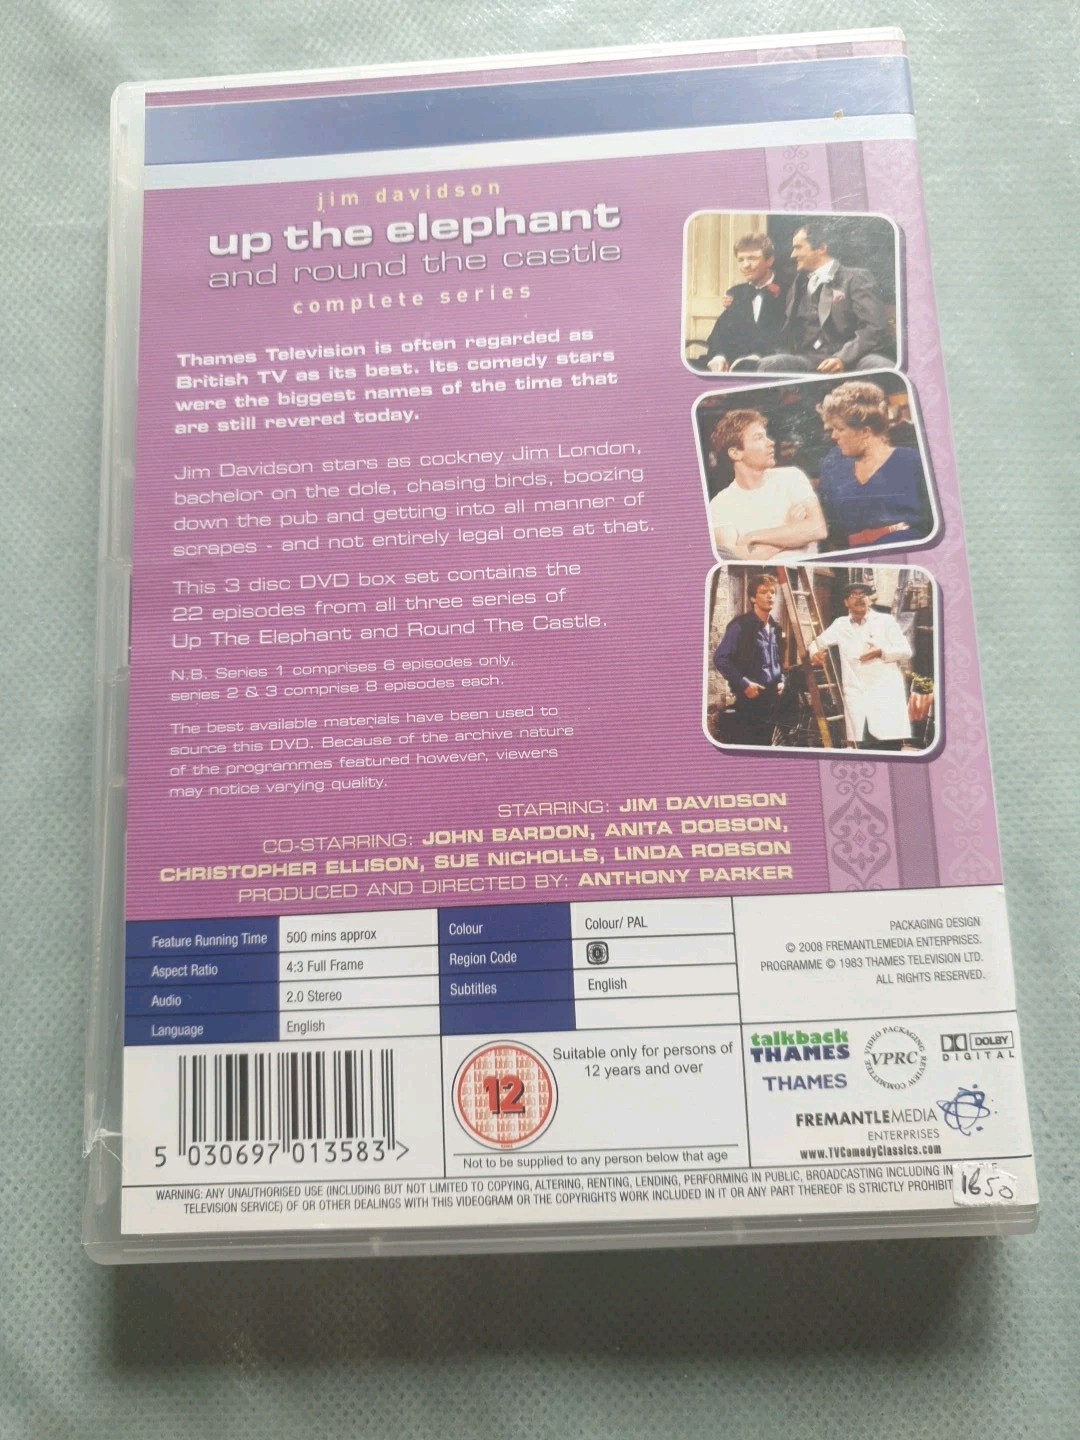 jim davidson
up the elephant
and round the castle
complete series
Thames Television is often regarded as
British TV as its best. Its comedy stars
were the biggest names of the time that
are still revered today.
Jim Davidson stars as cockney Jim London,
bachelor on the dole, chasing birds, boozing
down the pub and getting into all manner of
scrapes - and not entirely legal ones at that.
This 3 disc DVD box set contains the
22 episodes from all three series of
Up The Elephant and Round The Castle.
N.B. Series 1 comprises 6 episodes only,
series 2 & 3 comprise 8 episodes each.
The best available materials have been used to
source this DVD. Because of the archive nature
of the programmes featured however, viewers
may notice varying quality.
STARRING: JIM DAVIDSON
CO-STARRING: JOHN BARDON, ANITA DOBSON,
CHRISTOPHER ELLISON, SUE NICHOLLS, LINDA ROBSON
PRODUCED AND DIRECTED BY: ANTHONY PARKER
Feature Running Time 500 mins approx
Aspect Ratio 4:3 Full Frame
Audio 2.0 Stereo
Language English
Colour Colour/ PAL
Region Code
Subtitles English
PACKAGING DESIGN
© 2008 FREMANTLEMEDIA ENTERPRISES.
PROGRAMME © 1983 THAMES TELEVISION LTD.
ALL RIGHTS RESERVED.
5 030697 013583 >
12
Suitable only for persons of
12 years and over
Not to be supplied to any person below that age
talkback
THAMES
THAMES
VIDEO PACKAGING REVIEW COMMITTEE
VPRC
DOLBY
DIGITAL
FREMANTLEMEDIA
ENTERPRISES
www.TVComedyClassics.com
WARNING: ANY UNAUTHORISED USE (INCLUDING BUT NOT LIMITED TO COPYING, ALTERING, RENTING, LENDING, PERFORMING IN PUBLIC, BROADCASTING INCLUDING IN
TELEVISION SERVICE) OF OR OTHER DEALINGS WITH THIS VIDEOGRAM OR THE COPYRIGHTS WORK INCLUDED IN IT OR ANY PART THEREOF IS STRICTLY PROHIBIT
1650